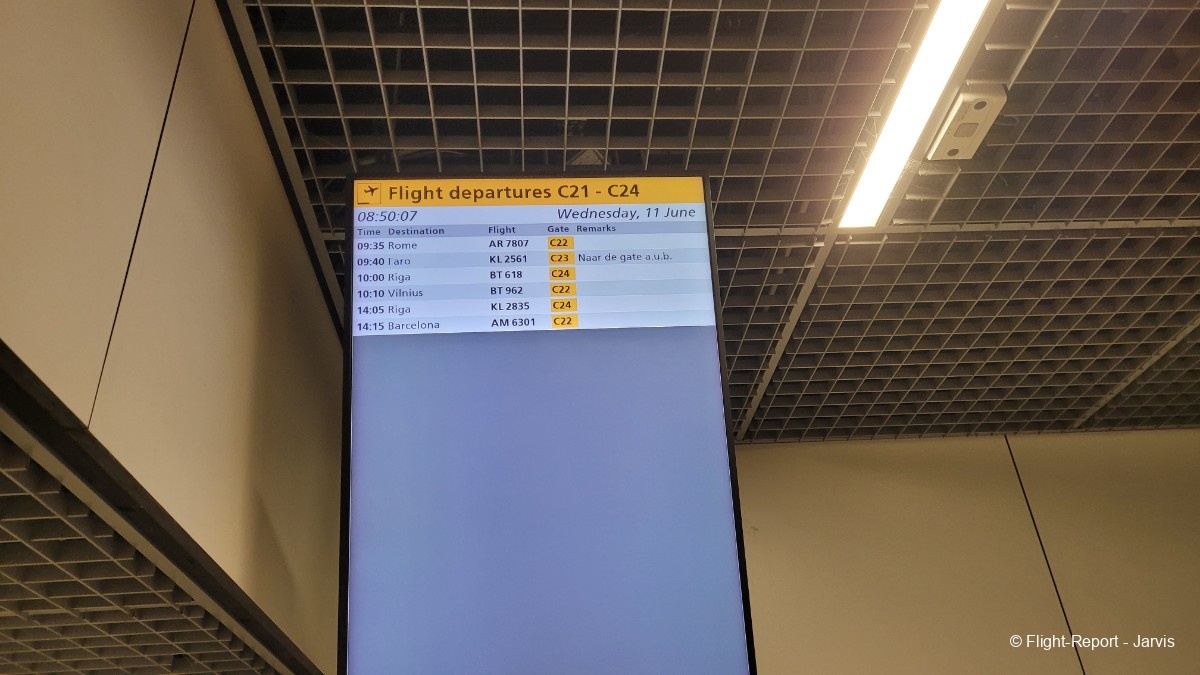 Flight departures C21 - C24
08:50:07 Wednesday, 11 June
Time Destination Flight Gate Remarks
09:35 Rome AR 7807 C22
09:40 Faro KL 2561 C23 Naar de gate a.u.b.
10:00 Riga BT 618 C24
10:10 Vilnius BT 962 C22
14:05 Riga KL 2835 C24
14:15 Barcelona AM 6301 C22
© Flight-Report - Jarvis